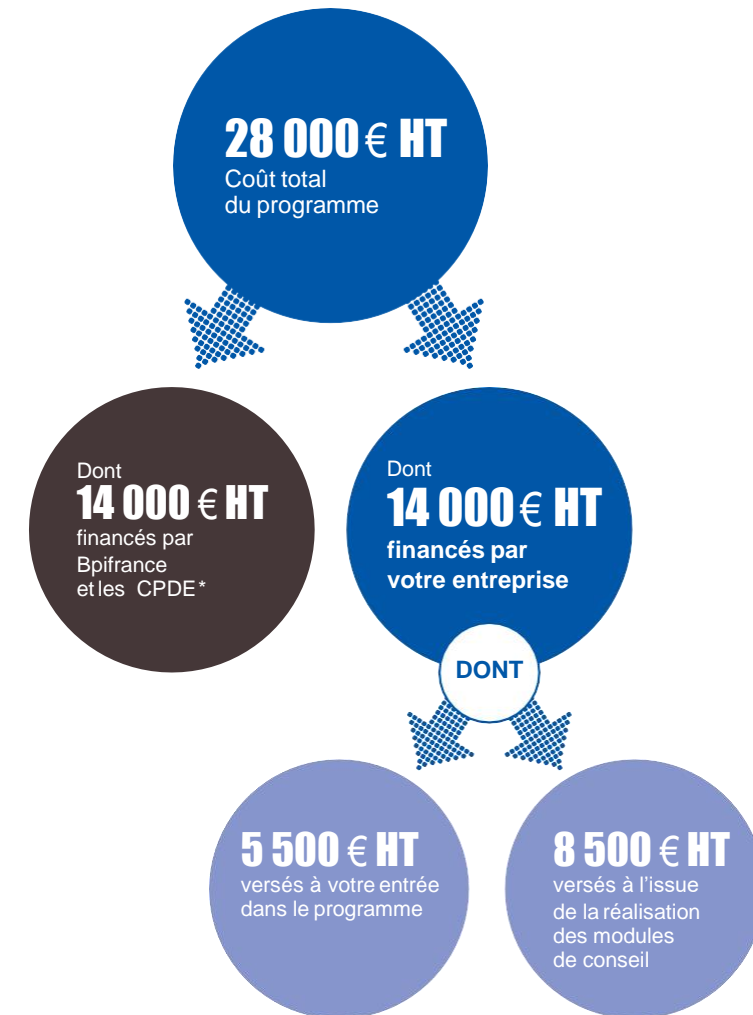 28 000 € HT
Coût total
du programme
Dont
14 000 € HT
financés par
Bpifrance
et les CPDE*
Dont
14 000 € HT
financés par
votre entreprise
DONT
5 500 € HT
versés à votre entrée
dans le programme
8 500 € HT
versés à l’issue
de la réalisation
des modules
de conseil